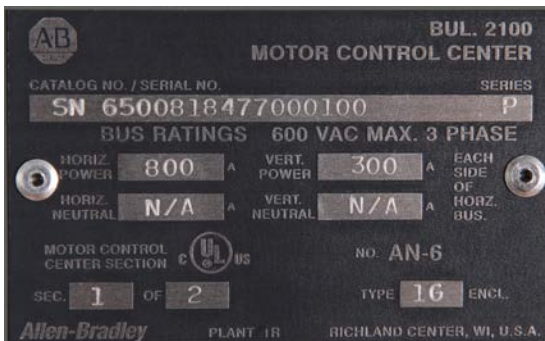 AB
BUL. 2100
MOTOR CONTROL CENTER
CATALOG NO. / SERIAL NO. SERIES
SN 6500818477000100 P
BUS RATINGS 600 VAC MAX. 3 PHASE
HORIZ. POWER 800 A VERT. POWER 300 A EACH SIDE OF HORZ. BUS.
HORIZ. NEUTRAL N/A A VERT. NEUTRAL N/A A
MOTOR CONTROL CENTER SECTION C UL US NO. AN-6
SEC. 1 OF 2 TYPE 1G ENCL.
Allen-Bradley PLANT 1R RICHLAND CENTER, WI, U.S.A.